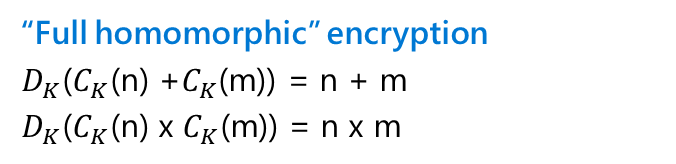 “Full homomorphic” encryption
D_K(C_K(n) +C_K(m)) = n + m
D_K(C_K(n) x C_K(m)) = n x m